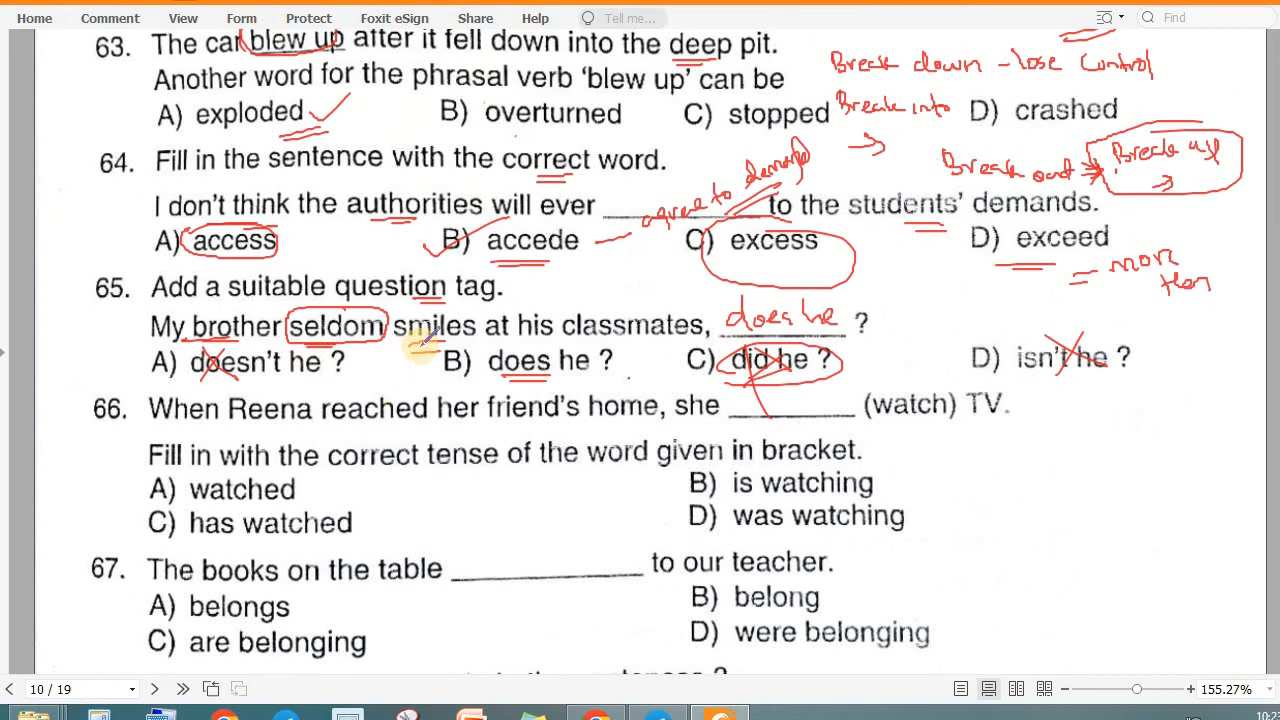 Home Comment View Form Protect Foxit eSign Share Help Tell me... Find
63. The car blew up after it fell down into the deep pit.
Break down - lose control
Another word for the phrasal verb ‘blew up’ can be
A) exploded B) overturned C) stopped D) crashed
Break into
64. Fill in the sentence with the correct word.
Break out
Break up
I don’t think the authorities will ever ____________ to the students’ demands.
agree to demand
A) access B) accede C) excess D) exceed
= more
then
65. Add a suitable question tag.
My brother seldom smiles at his classmates, does he ?
A) doesn’t he ? B) does he ? C) did he ? D) isn’t he ?
66. When Reena reached her friend’s home, she __________ (watch) TV.
Fill in with the correct tense of the word given in bracket.
A) watched B) is watching
C) has watched D) was watching
67. The books on the table _______________ to our teacher.
A) belongs B) belong
C) are belonging D) were belonging
10 / 19 155.27%